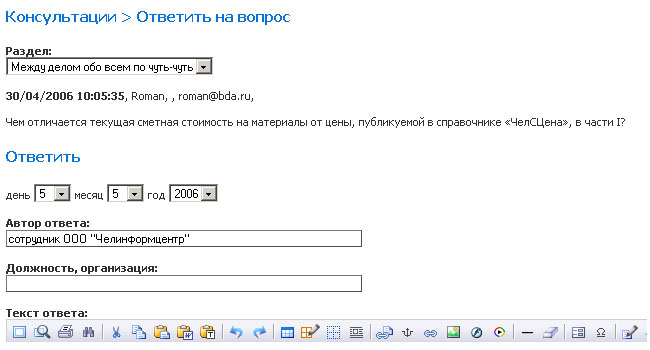 Консультации > Ответить на вопрос
Раздел:
Между делом обо всем по чуть-чуть
30/04/2006 10:05:35, Roman, , roman@bda.ru,
Чем отличается текущая сметная стоимость на материалы от цены, публикуемой в справочнике «ЧелСЦена», в части I?
Ответить
день 5 месяц 5 год 2006
Автор ответа:
сотрудник ООО "Челинформцентр"
Должность, организация:
Текст ответа: